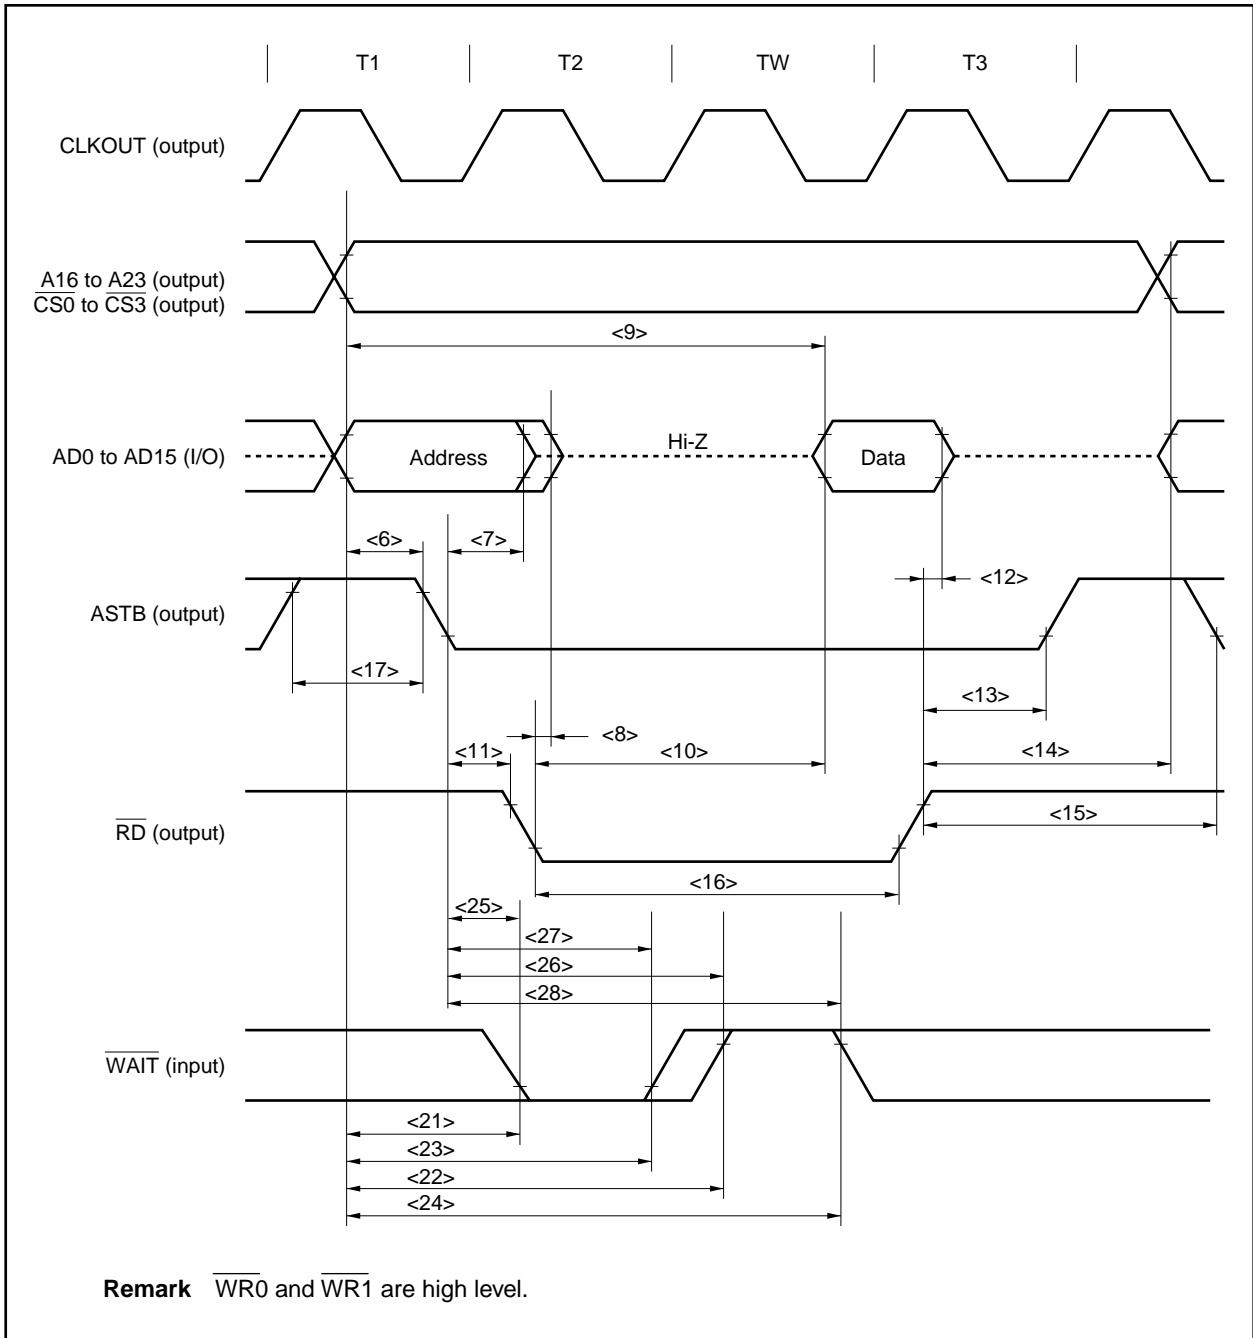 T1 T2 TW T3
CLKOUT (output)
A16 to A23 (output)
CS0 to CS3 (output)
<9>
AD0 to AD15 (I/O)
Address
Hi-Z
Data
<6>
<7>
<12>
ASTB (output)
<17>
<13>
<8>
<11>
<10>
<14>
RD (output)
<15>
<16>
<25>
<27>
<26>
<28>
WAIT (input)
<21>
<23>
<22>
<24>
Remark WR0 and WR1 are high level.